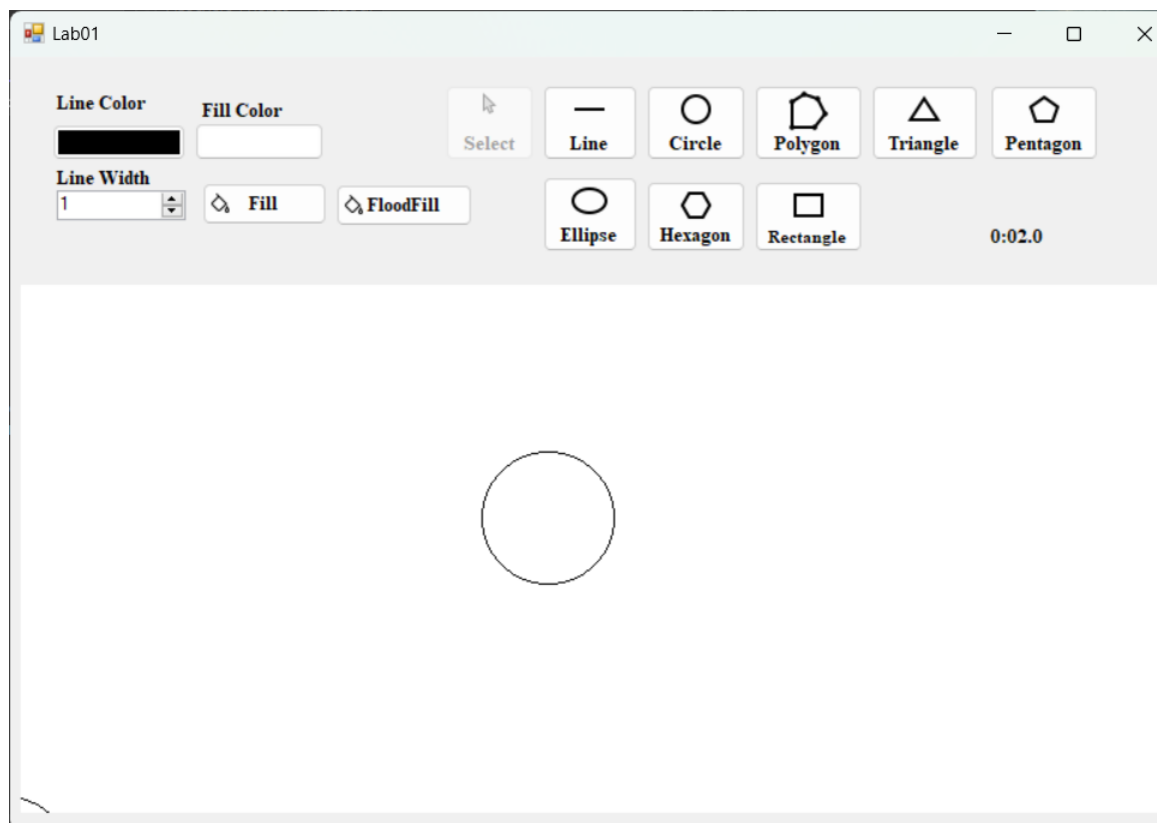 Lab01
Line Color
Fill Color
Select
Line
Circle
Polygon
Triangle
Pentagon
Line Width
1
Fill
FloodFill
Ellipse
Hexagon
Rectangle
0:02.0